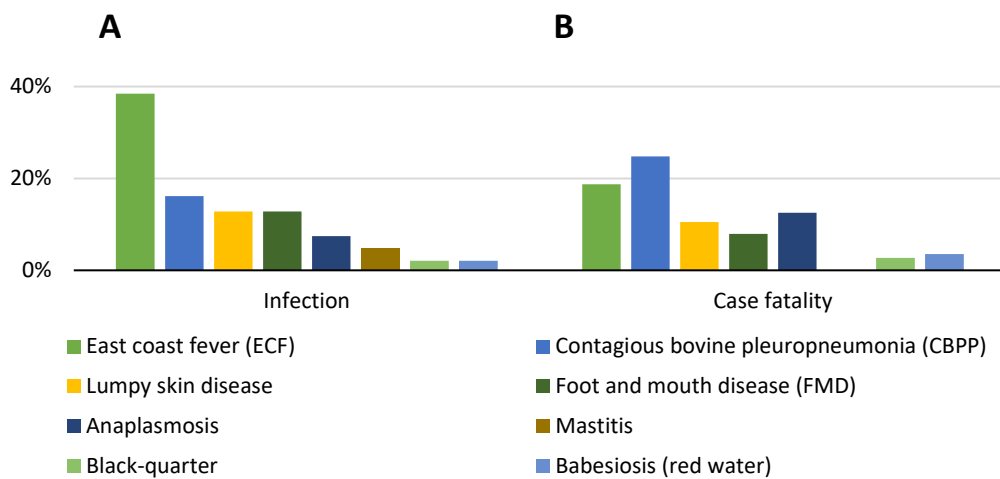 A B
40%
20%
0%
Infection Case fatality
East coast fever (ECF) Contagious bovine pleuropneumonia (CBPP)
Lumpy skin disease Foot and mouth disease (FMD)
Anaplasmosis Mastitis
Black-quarter Babesiosis (red water)